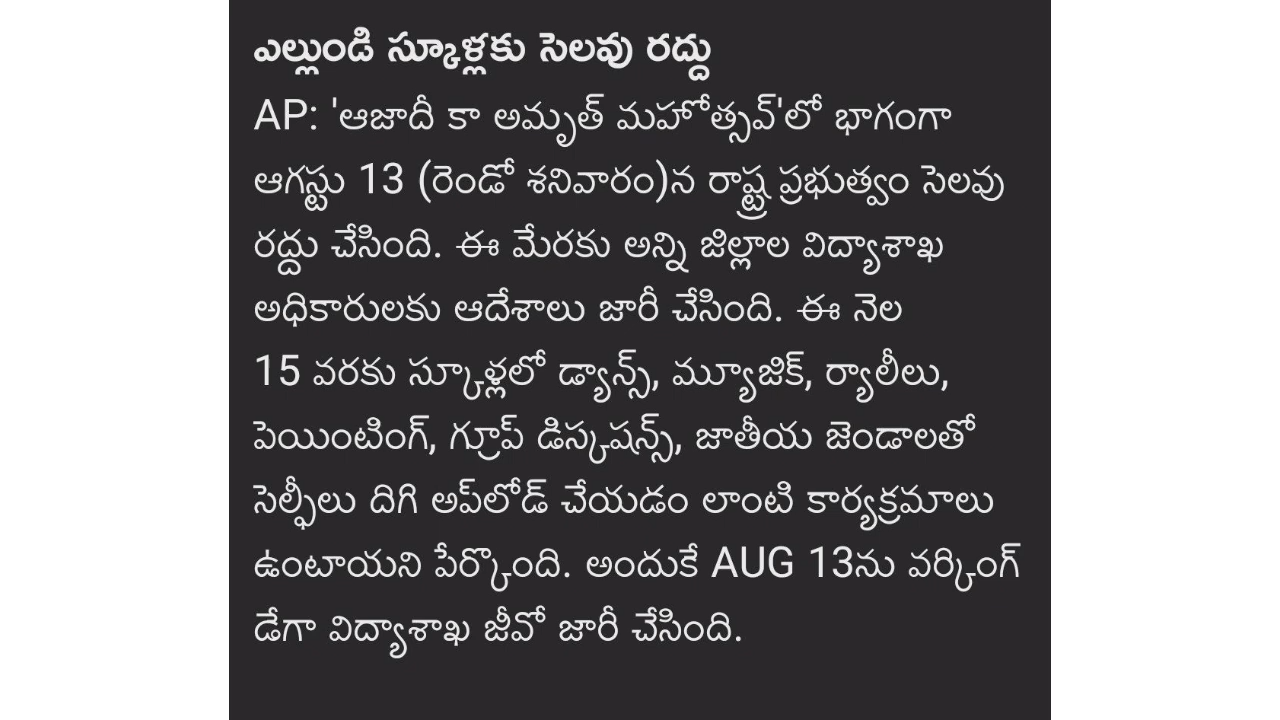 ఎల్లుండి స్కూళ్లకు సెలవు రద్దు
AP: 'ఆజాదీ కా అమృత్ మహోత్సవ్'లో భాగంగా
ఆగస్టు 13 (రెండో శనివారం)న రాష్ట్ర ప్రభుత్వం సెలవు
రద్దు చేసింది. ఈ మేరకు అన్ని జిల్లాల విద్యాశాఖ
అధికారులకు ఆదేశాలు జారీ చేసింది. ఈ నెల
15 వరకు స్కూళ్లలో డ్యాన్స్, మ్యూజిక్, ర్యాలీలు,
పెయింటింగ్, గ్రూప్ డిస్కషన్స్, జాతీయ జెండాలతో
సెల్ఫీలు దిగి అప్‌లోడ్ చేయడం లాంటి కార్యక్రమాలు
ఉంటాయని పేర్కొంది. అందుకే AUG 13ను వర్కింగ్
డేగా విద్యాశాఖ జీవో జారీ చేసింది.